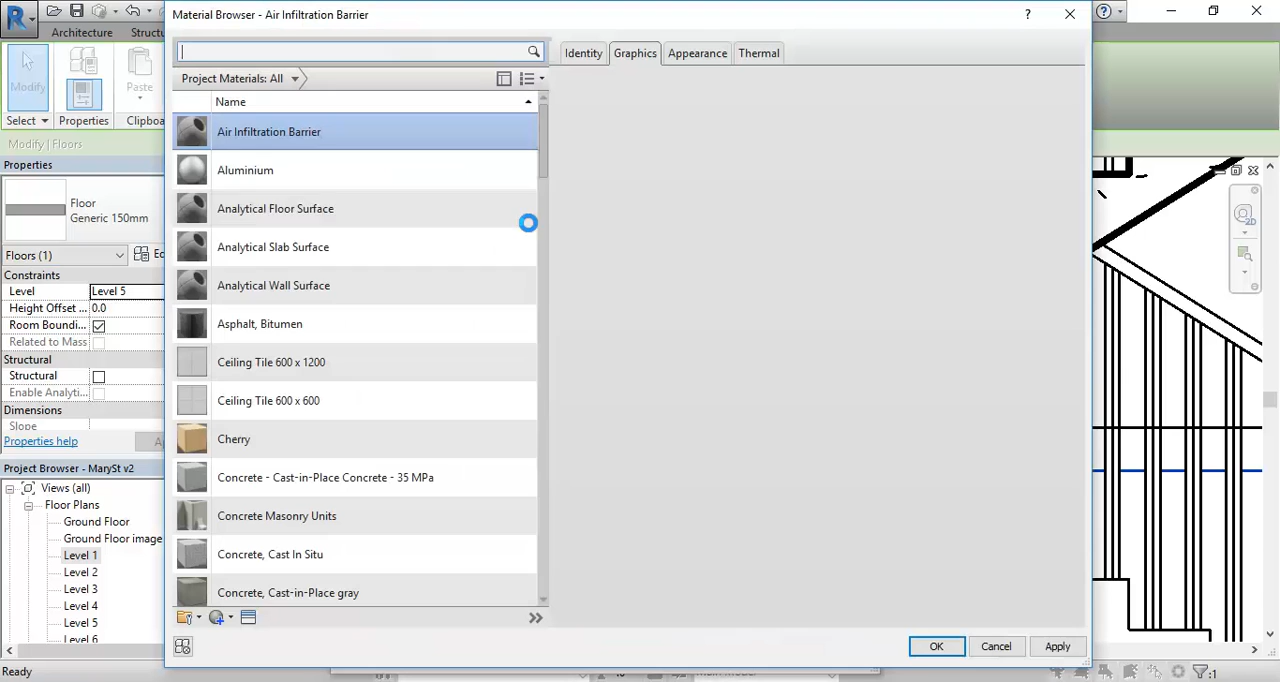 Material Browser - Air Infiltration Barrier
?
Architecture
Structu
Modify
Paste
Select
Properties
Clipboa
Modify | Floors
Properties
Floor
Generic 150mm
Floors (1)
Ec
Constraints
Level
Level 5
Height Offset ...
0.0
Room Boundi...
Related to Mass
Structural
Structural
Enable Analyti...
Dimensions
Slope
Properties help
Ap
Project Browser - MarySt v2
Views (all)
Floor Plans
Ground Floor
Ground Floor image
Level 1
Level 2
Level 3
Level 4
Level 5
Level 6
Ready
Project Materials: All
Name
Air Infiltration Barrier
Aluminium
Analytical Floor Surface
Analytical Slab Surface
Analytical Wall Surface
Asphalt, Bitumen
Ceiling Tile 600 x 1200
Ceiling Tile 600 x 600
Cherry
Concrete - Cast-in-Place Concrete - 35 MPa
Concrete Masonry Units
Concrete, Cast In Situ
Concrete, Cast-in-Place gray
Identity
Graphics
Appearance
Thermal
OK
Cancel
Apply
2D
:1